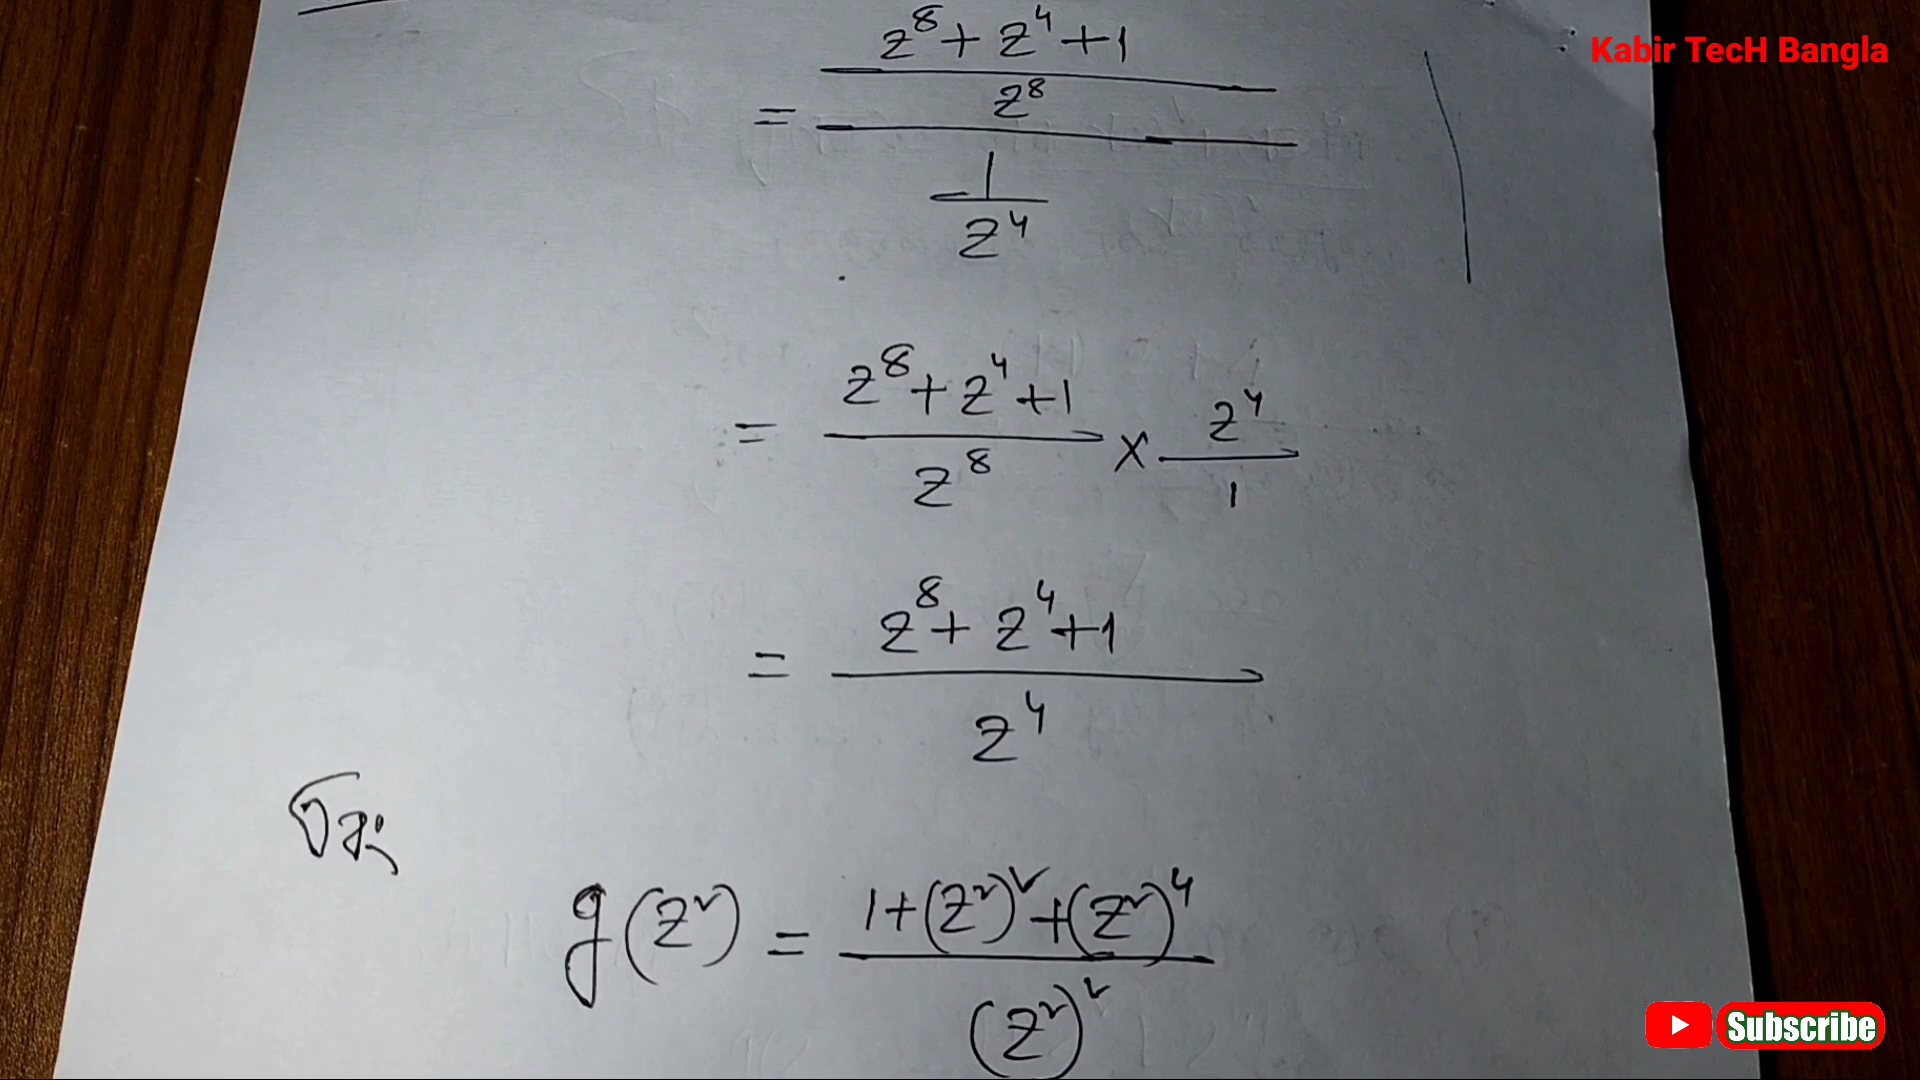 Kabir TecH Bangla
= ((z⁸ + z⁴ + 1) / z⁸) / (1 / z⁴)
= (z⁸ + z⁴ + 1) / z⁸ × z⁴ / 1
= (z⁸ + z⁴ + 1) / z⁴
g(z²) = (1 + (z²)² + (z²)⁴) / (z²)²
Subscribe